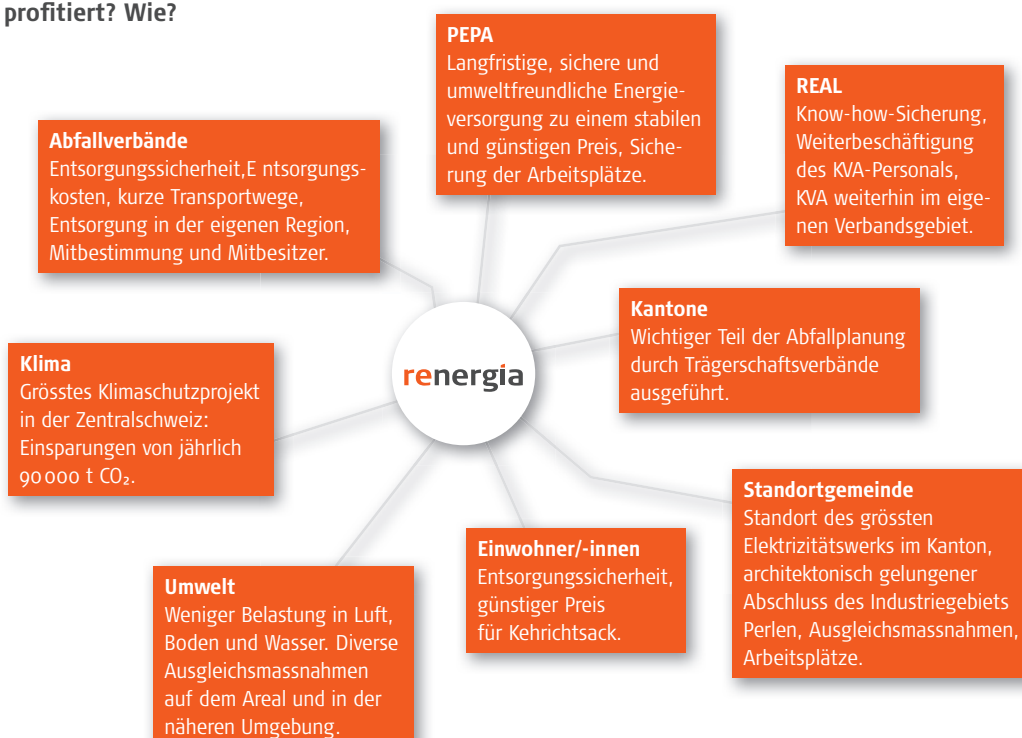 profitiert? Wie?
PEPA
Langfristige, sichere und
umweltfreundliche Energie-
versorgung zu einem stabilen
und günstigen Preis, Siche-
rung der Arbeitsplätze.
REAL
Know-how-Sicherung,
Weiterbeschäftigung
des KVA-Personals,
KVA weiterhin im eige-
nen Verbandsgebiet.
Abfallverbände
Entsorgungssicherheit,E ntsorgungs-
kosten, kurze Transportwege,
Entsorgung in der eigenen Region,
Mitbestimmung und Mitbesitzer.
Kantone
Wichtiger Teil der Abfallplanung
durch Trägerschaftsverbände
ausgeführt.
renergia
Klima
Grösstes Klimaschutzprojekt
in der Zentralschweiz:
Einsparungen von jährlich
90 000 t CO₂.
Standortgemeinde
Standort des grössten
Elektrizitätswerks im Kanton,
architektonisch gelungener
Abschluss des Industriegebiets
Perlen, Ausgleichsmassnahmen,
Arbeitsplätze.
Einwohner/-innen
Entsorgungssicherheit,
günstiger Preis
für Kehrichtsack.
Umwelt
Weniger Belastung in Luft,
Boden und Wasser. Diverse
Ausgleichsmassnahmen
auf dem Areal und in der
näheren Umgebung.